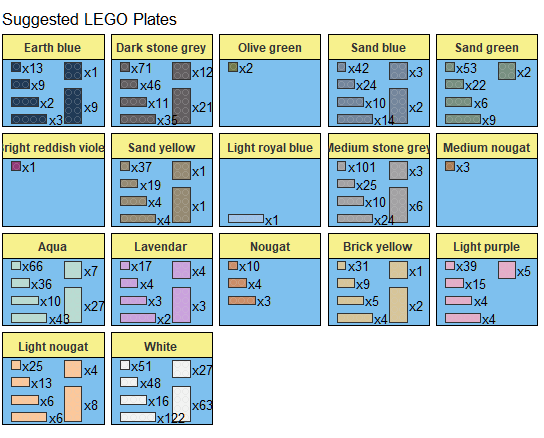 Suggested LEGO Plates
Earth blue
x13
x9
x2
x3
x1
x9
Dark stone grey
x71
x46
x11
x35
x12
x21
Olive green
x2
Sand blue
x42
x24
x10
x14
x3
x2
Sand green
x53
x22
x6
x9
x2
right reddish viole
x1
Sand yellow
x37
x19
x4
x4
x1
x1
Light royal blue
x1
Medium stone grey
x101
x25
x10
x24
x3
x6
Medium nougat
x3
Aqua
x66
x36
x10
x43
x7
x27
Lavendar
x17
x4
x3
x2
x4
x3
Nougat
x10
x4
x3
Brick yellow
x31
x9
x5
x4
x1
x2
Light purple
x39
x15
x4
x4
x5
Light nougat
x25
x13
x6
x6
x4
x8
White
x51
x48
x16
x122
x27
x63